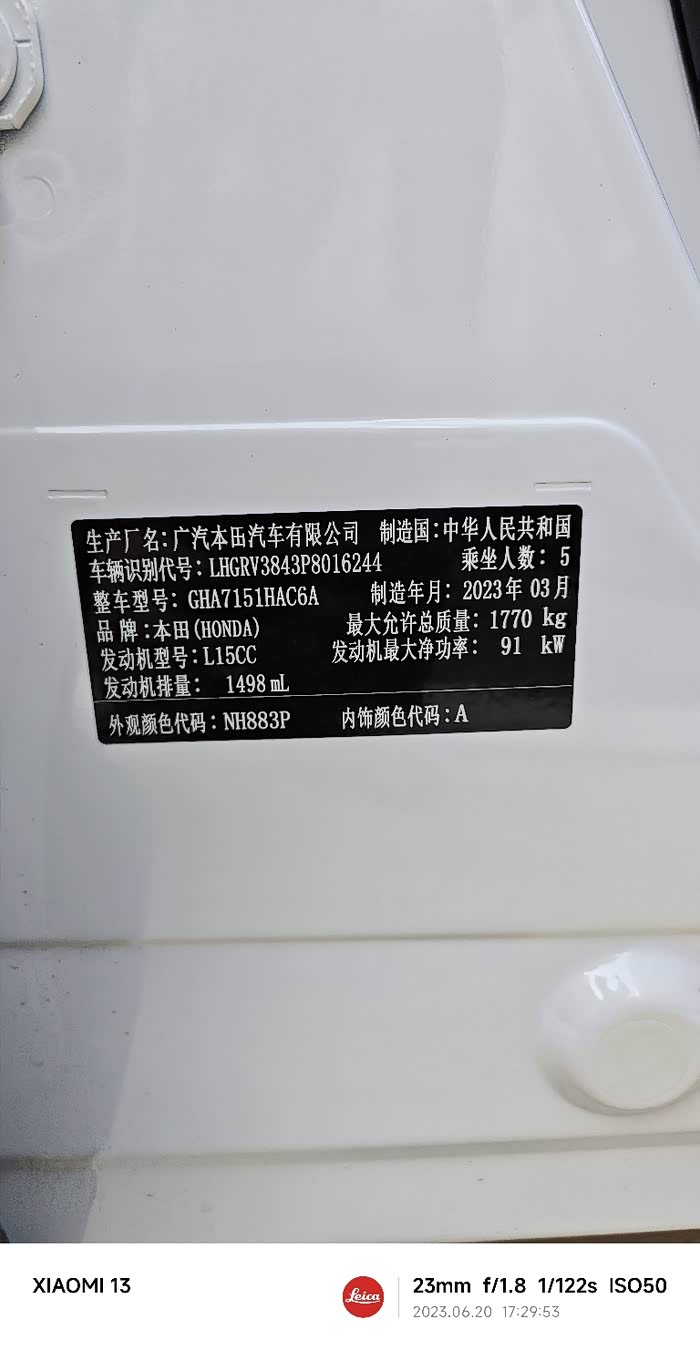 生产厂名:广汽本田汽车有限公司 制造国:中华人民共和国
车辆识别代号: LHGRV3843P8016244 乘坐人数: 5
整车型号: GHA7151HAC6A 制造年月: 2023年 03月
品 牌:本田(HONDA) 最大允许总质量: 1770 kg
发动机型号:L15CC 发动机最大净功率: 91 kW
发动机排量: 1498 mL
外观颜色代码: NH883P 内饰颜色代码: A
XIAOMI 13 Leica 23mm f/1.8 1/122s ISO50
2023.06.20 17:29:53